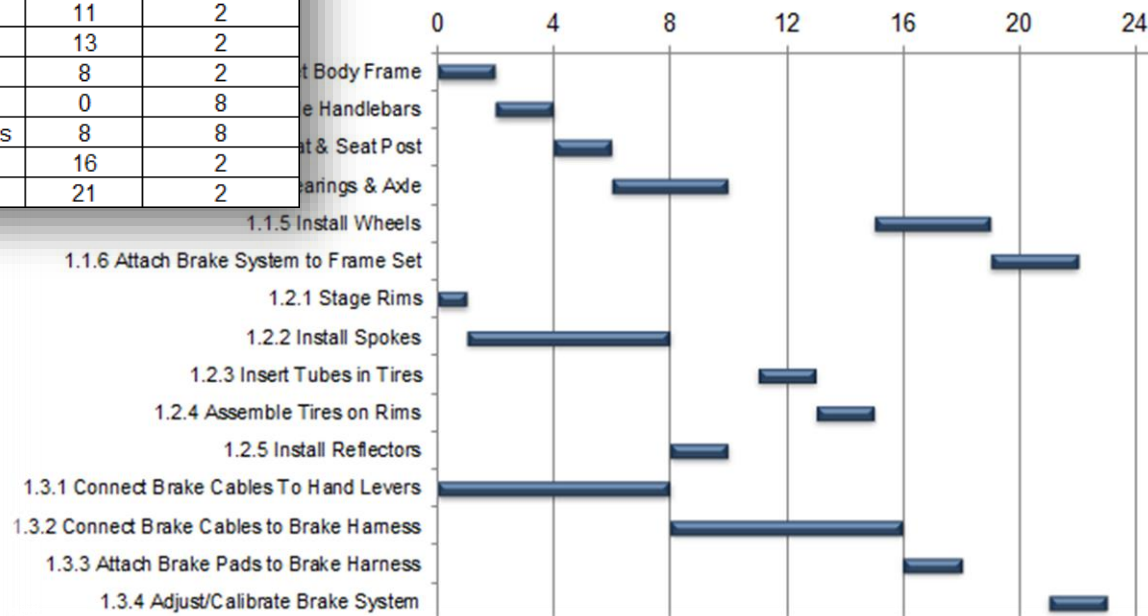 11 2
13 2
8 2
0 8
s 8 8
16 2
21 2
0 4 8 12 16 20 24
t Body Frame
e Handlebars
at & Seat Post
earings & Axle
1.1.5 Install Wheels
1.1.6 Attach Brake System to Frame Set
1.2.1 Stage Rims
1.2.2 Install Spokes
1.2.3 Insert Tubes in Tires
1.2.4 Assemble Tires on Rims
1.2.5 Install Reflectors
1.3.1 Connect Brake Cables To Hand Levers
1.3.2 Connect Brake Cables to Brake Harness
1.3.3 Attach Brake Pads to Brake Harness
1.3.4 Adjust/Calibrate Brake System